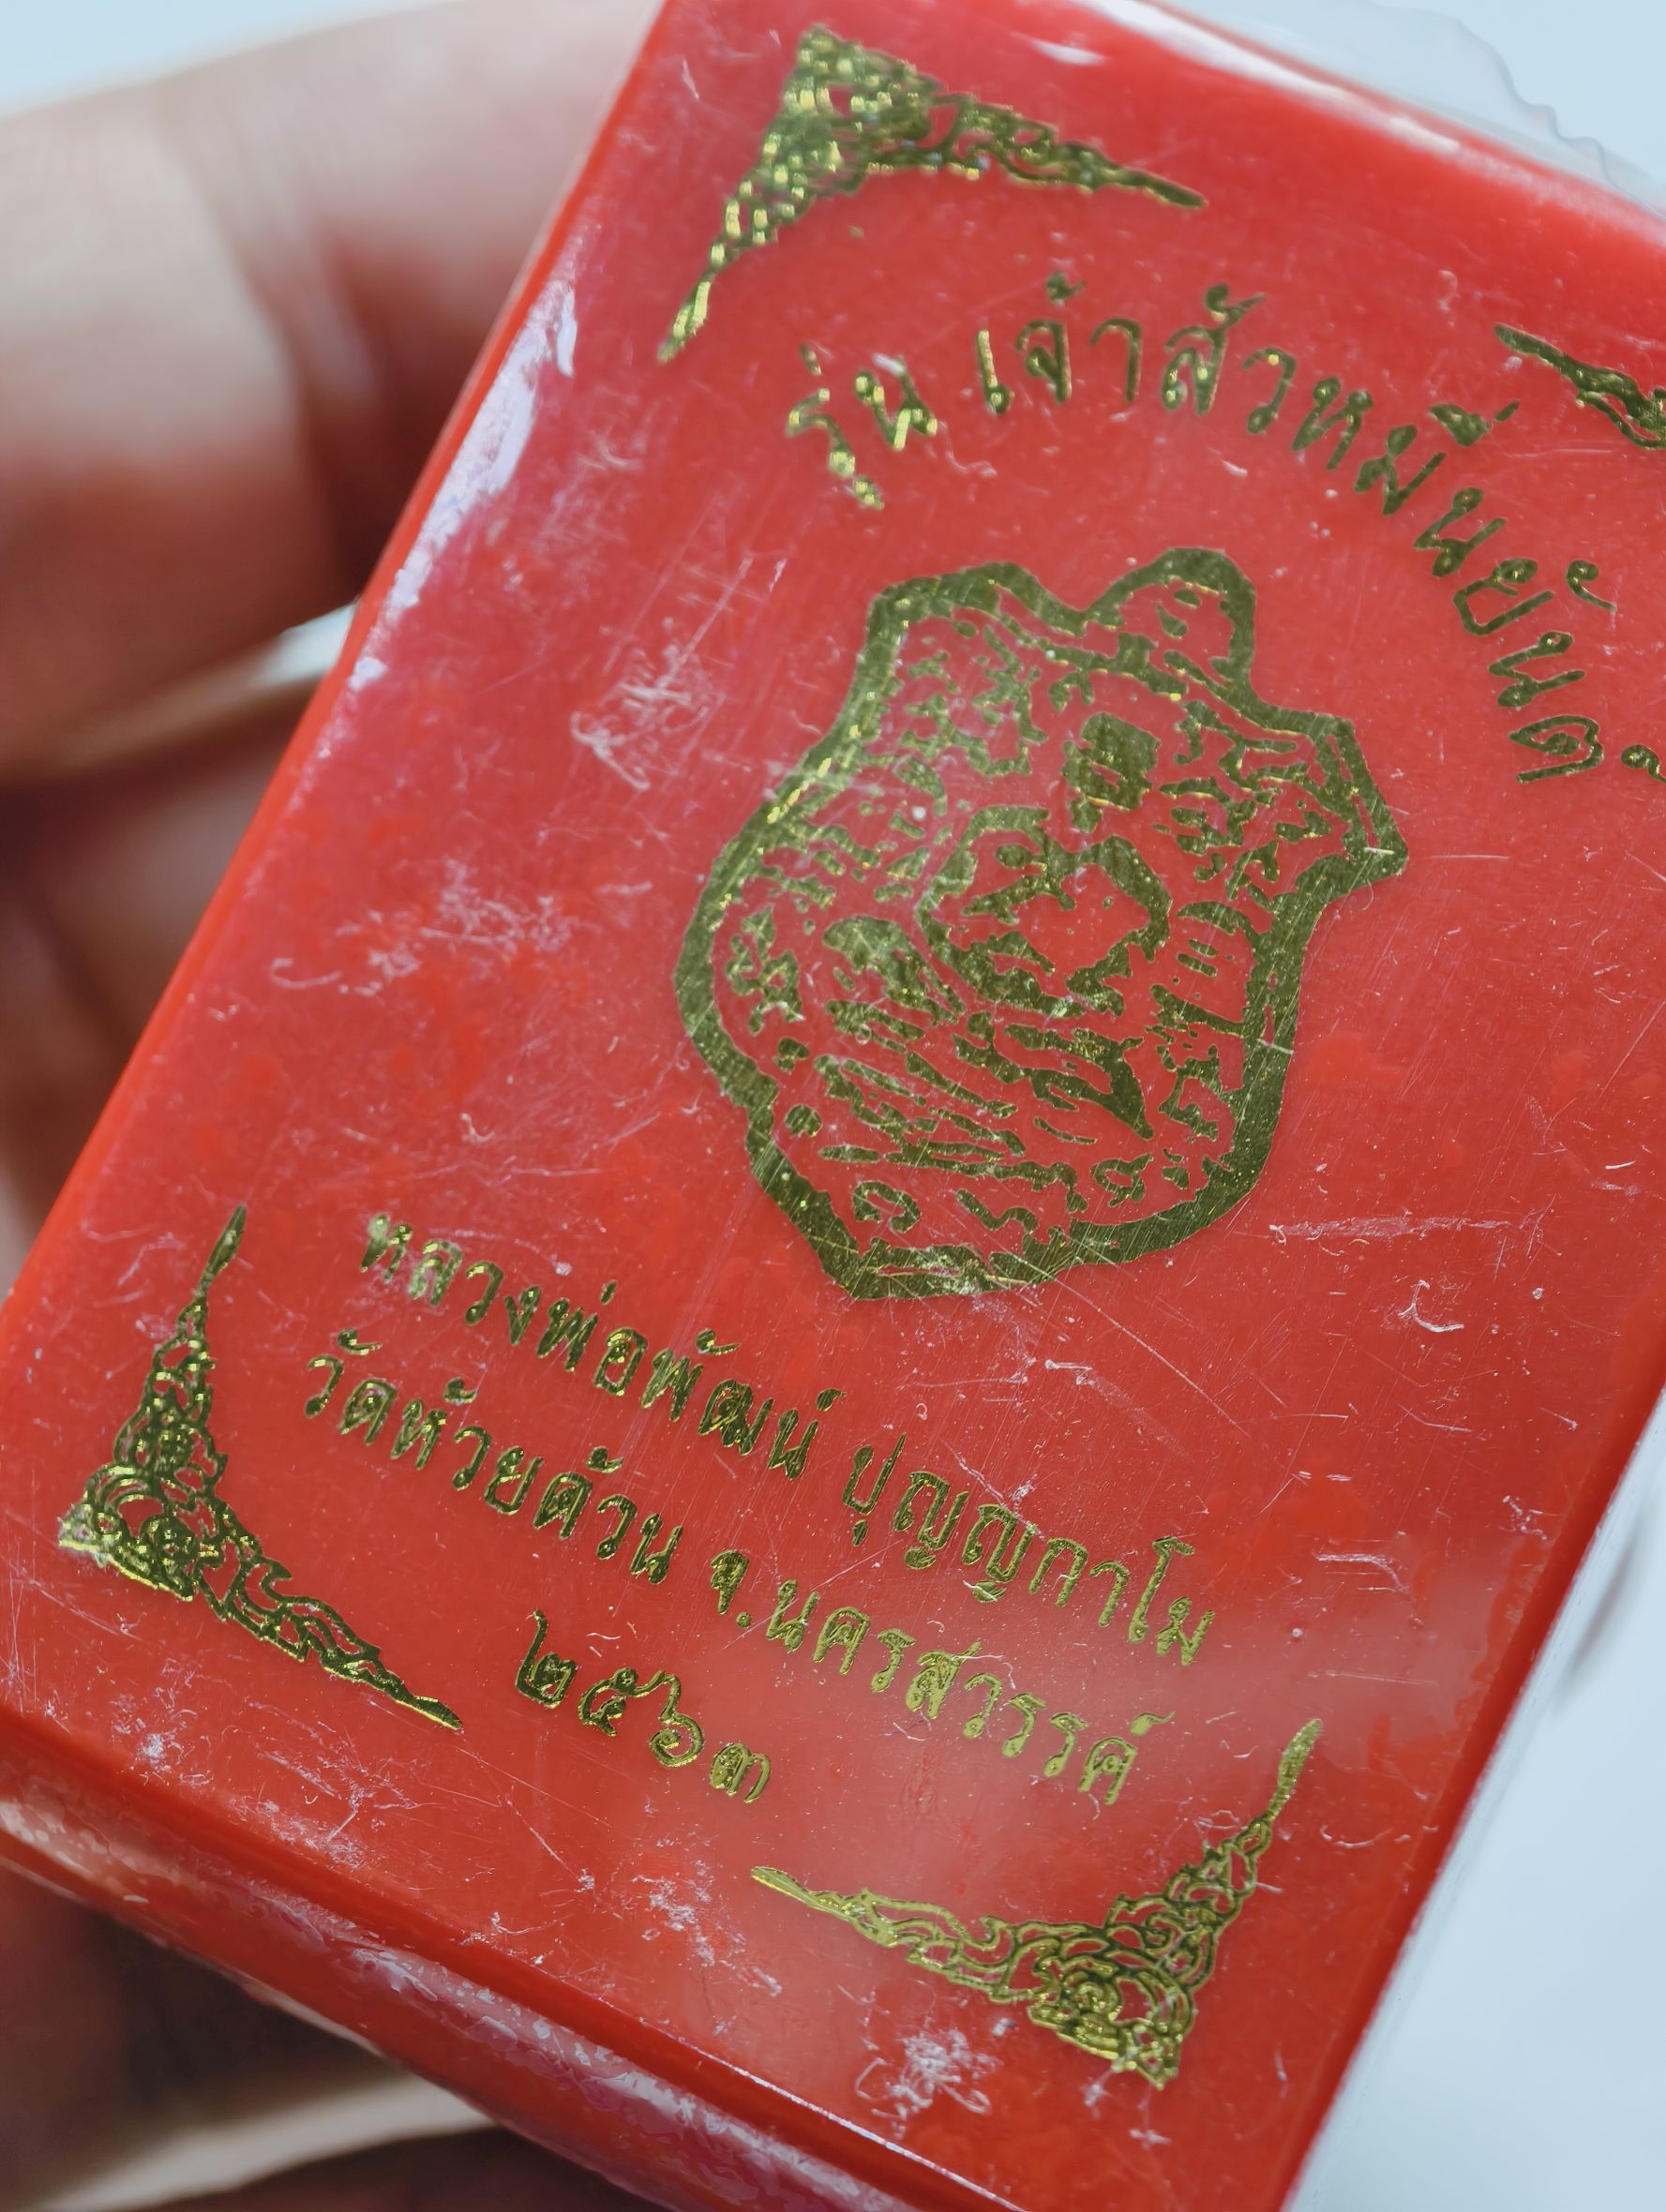 รุ่น เจ้าสัวหมื่นยันต์
หลวงพ่อพัฒน์ ปุญญกาโม
วัดห้วยด้วน จ.นครสวรรค์
๒๕๖๓